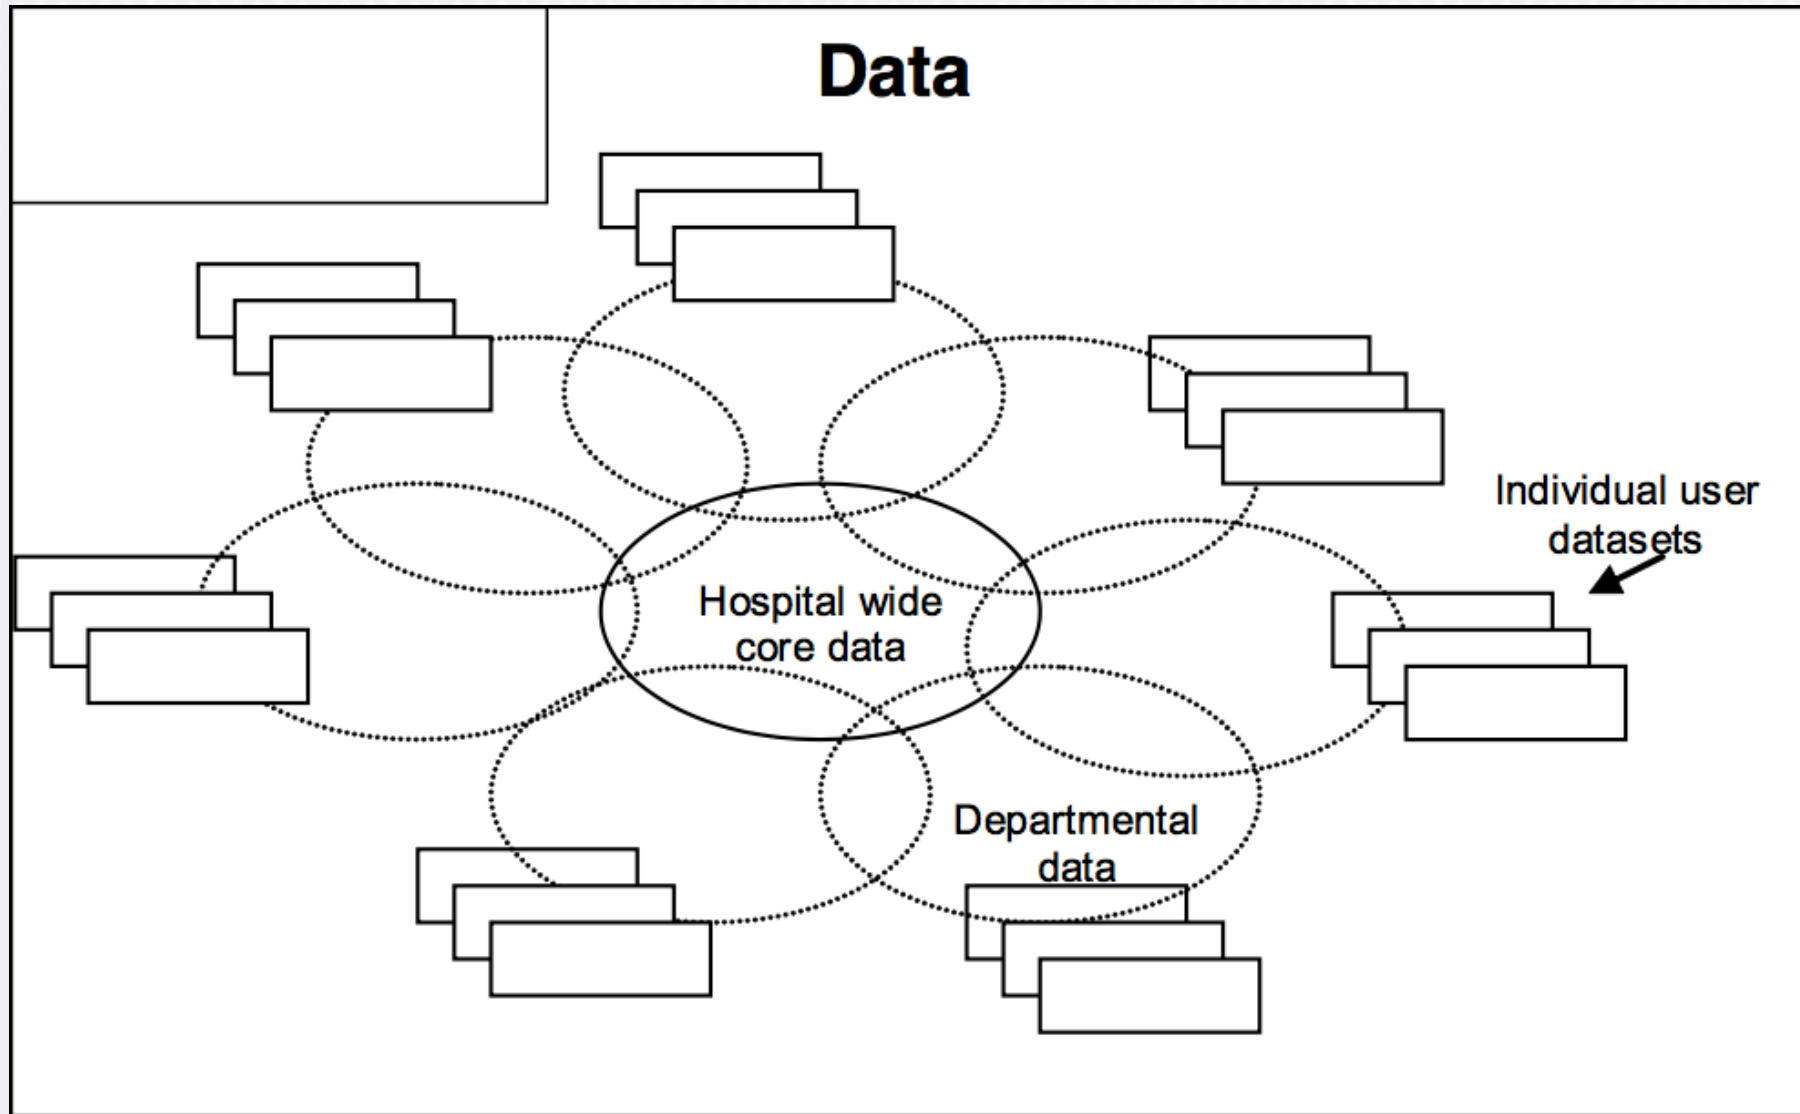 Data
Individual user
datasets
Hospital wide
core data
Departmental
data